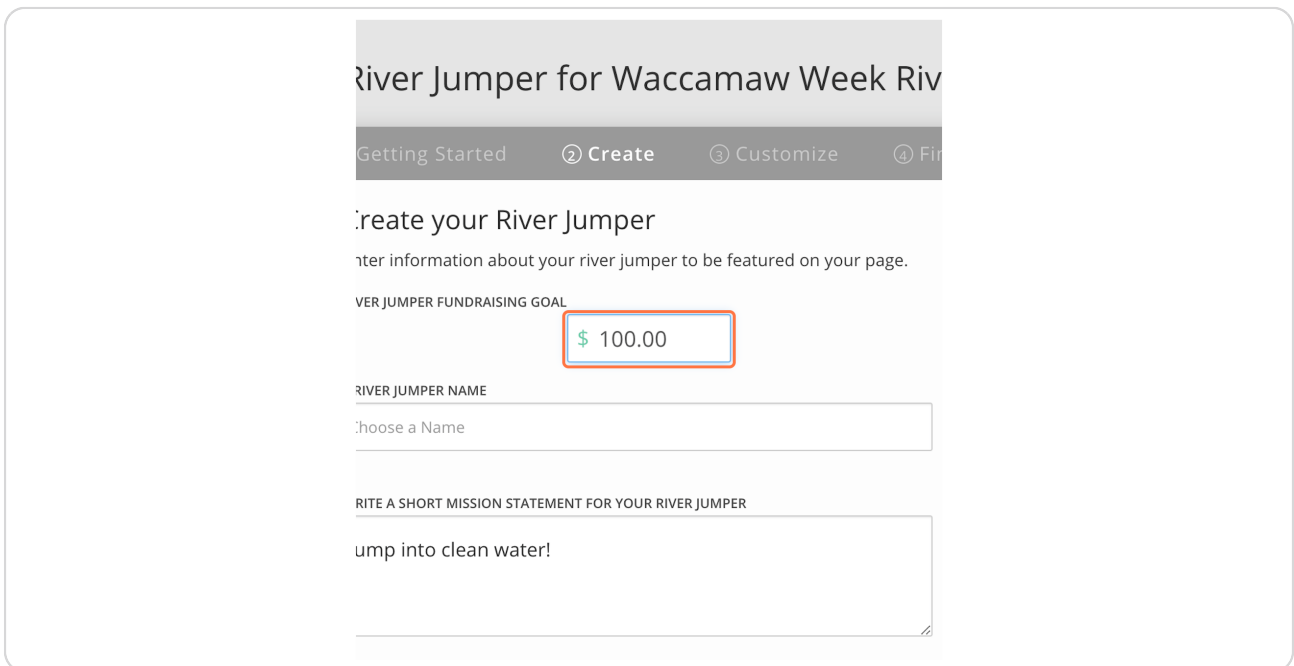 River Jumper for Waccamaw Week Riv
Getting Started ② Create ③ Customize ④ Fin
Create your River Jumper
nter information about your river jumper to be featured on your page.
VER JUMPER FUNDRAISING GOAL
$ 100.00
RIVER JUMPER NAME
Choose a Name
RITE A SHORT MISSION STATEMENT FOR YOUR RIVER JUMPER
ump into clean water!